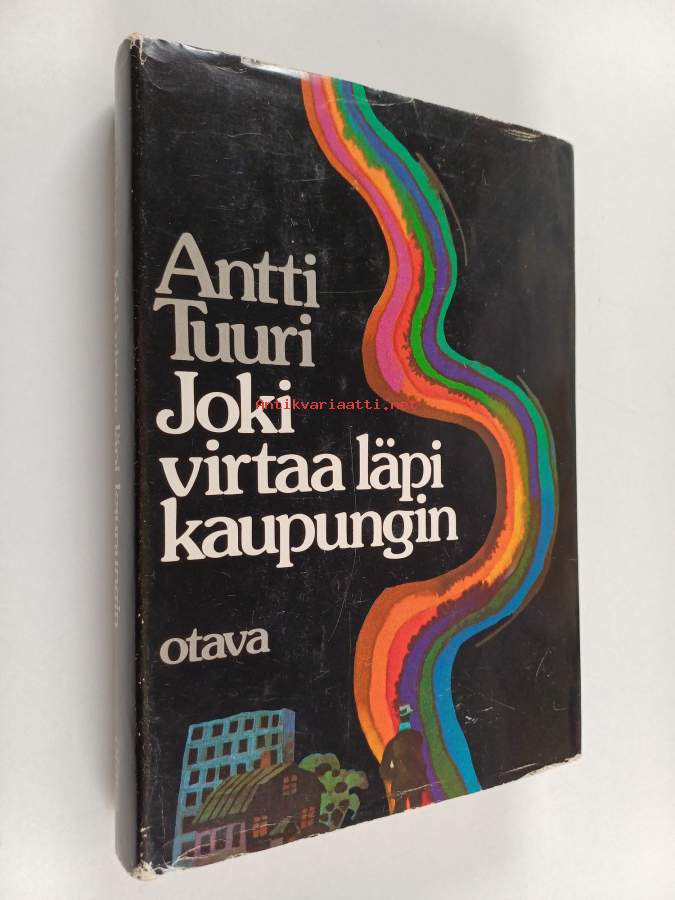 Antti
Tuuri
Joki
Antikvariaatti.net
virtaa läpi
kaupungin
otava